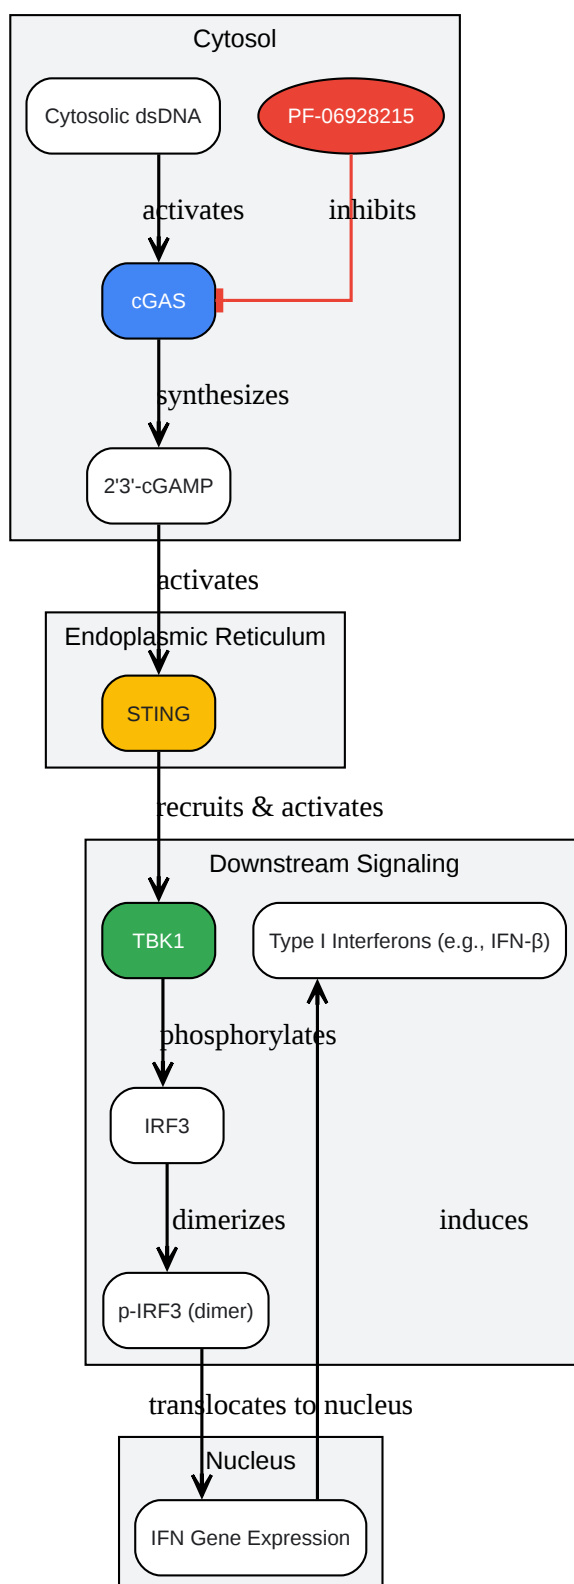 Cytosol
Cytosolic dsDNA
PF-06928215
activates
inhibits
cGAS
synthesizes
2'3'-cGAMP
activates
Endoplasmic Reticulum
STING
recruits & activates
Downstream Signaling
TBK1
Type I Interferons (e.g., IFN-β)
phosphorylates
IRF3
dimerizes
induces
p-IRF3 (dimer)
translocates to nucleus
Nucleus
IFN Gene Expression